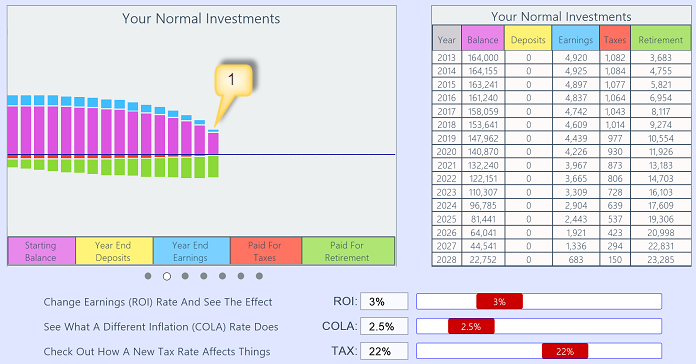 Your Normal Investments
1
Starting Balance
Year End Deposits
Year End Earnings
Paid For Taxes
Paid For Retirement
Your Normal Investments
Year Balance Deposits Earnings Taxes Retirement
2013 164,000 0 4,920 1,082 3,683
2014 164,155 0 4,925 1,084 4,755
2015 163,241 0 4,897 1,077 5,821
2016 161,240 0 4,837 1,064 6,954
2017 158,059 0 4,742 1,043 8,117
2018 153,641 0 4,609 1,014 9,274
2019 147,962 0 4,439 977 10,554
2020 140,870 0 4,226 930 11,926
2021 132,240 0 3,967 873 13,183
2022 122,151 0 3,665 806 14,703
2023 110,307 0 3,309 728 16,103
2024 96,785 0 2,904 639 17,609
2025 81,441 0 2,443 537 19,306
2026 64,041 0 1,921 423 20,998
2027 44,541 0 1,336 294 22,831
2028 22,752 0 683 150 23,285
Change Earnings (ROI) Rate And See The Effect ROI: 3% 3%
See What A Different Inflation (COLA) Rate Does COLA: 2.5% 2.5%
Check Out How A New Tax Rate Affects Things TAX: 22% 22%